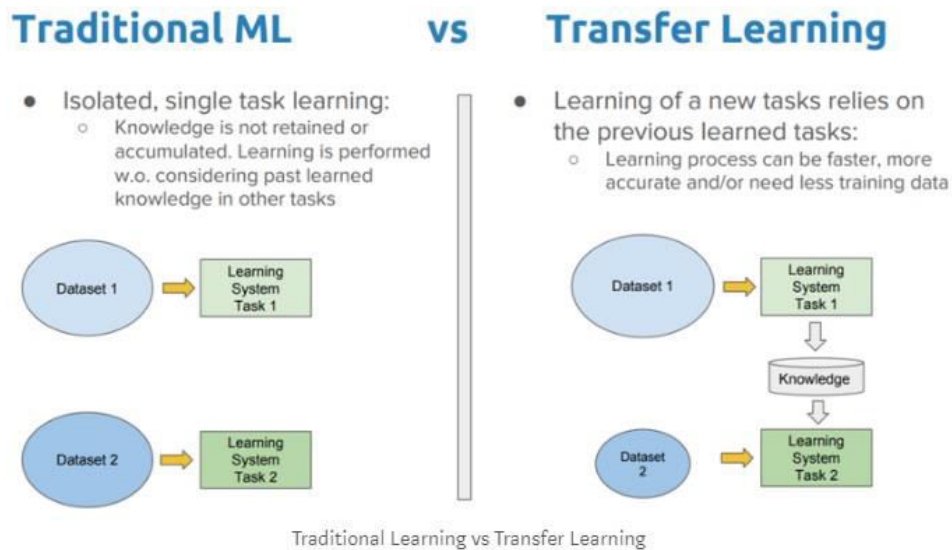 Traditional ML vs Transfer Learning
● Isolated, single task learning:
○ Knowledge is not retained or
accumulated. Learning is performed
w.o. considering past learned
knowledge in other tasks
● Learning of a new tasks relies on
the previous learned tasks:
○ Learning process can be faster, more
accurate and/or need less training data
Dataset 1
Learning
System
Task 1
Dataset 2
Learning
System
Task 2
Dataset 1
Learning
System
Task 1
Knowledge
Dataset
2
Learning
System
Task 2
Traditional Learning vs Transfer Learning